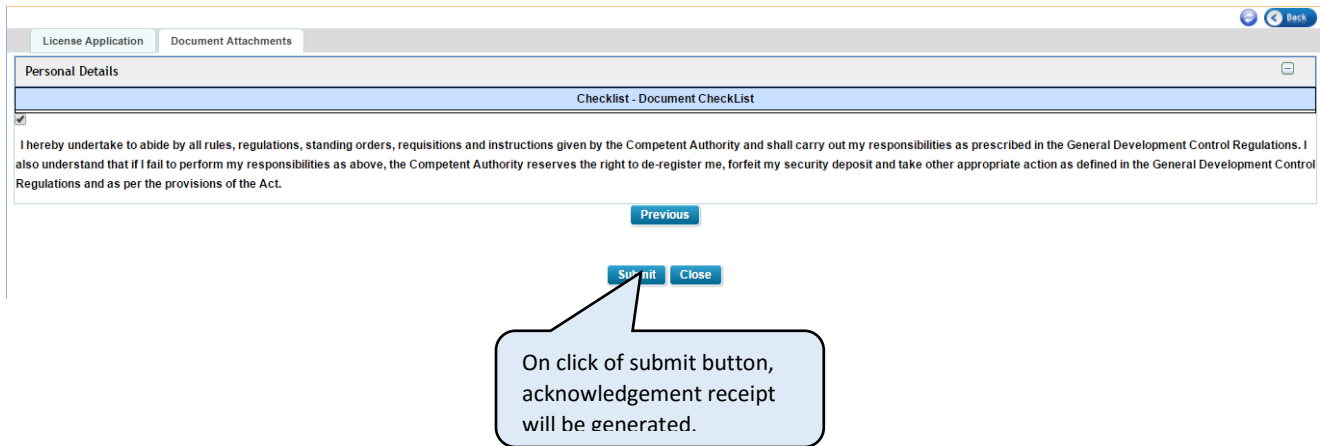 Back
License Application Document Attachments
Personal Details
Checklist - Document CheckList
I hereby undertake to abide by all rules, regulations, standing orders, requisitions and instructions given by the Competent Authority and shall carry out my responsibilities as prescribed in the General Development Control Regulations. I
also understand that if I fail to perform my responsibilities as above, the Competent Authority reserves the right to de-register me, forfeit my security deposit and take other appropriate action as defined in the General Development Control
Regulations and as per the provisions of the Act.
Previous
Submit Close
On click of submit button,
acknowledgement receipt
will be generated.